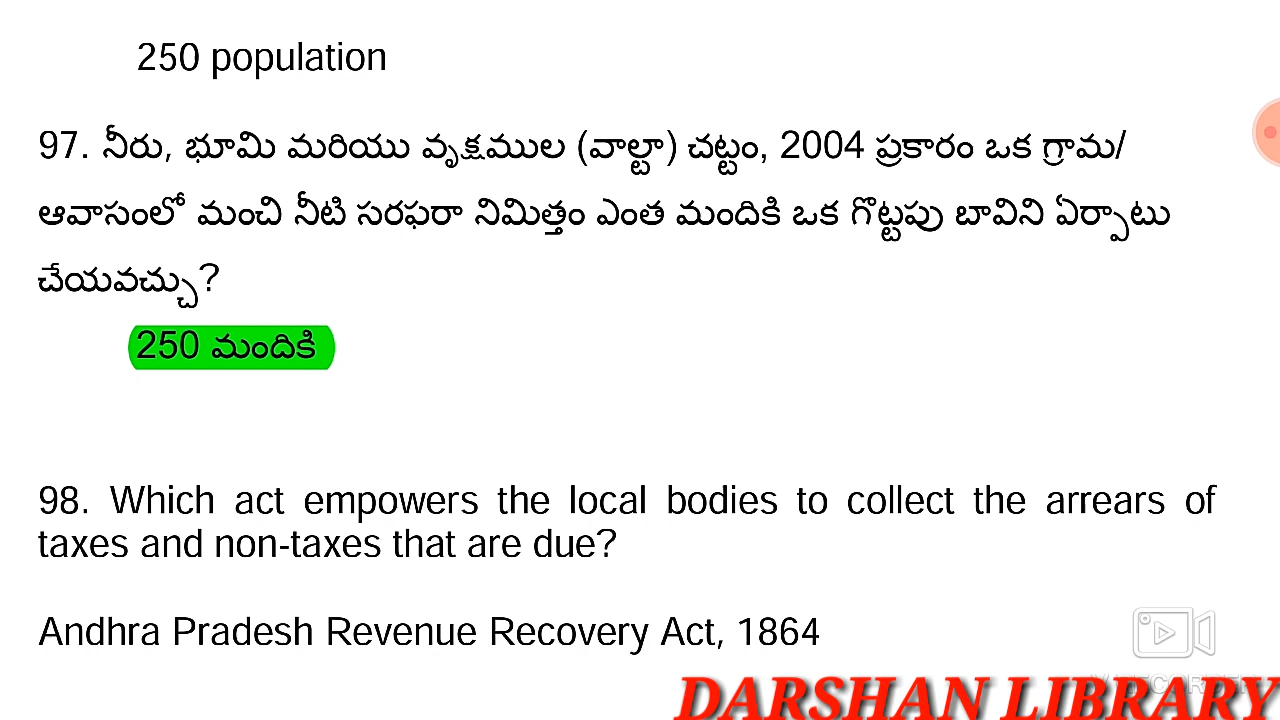 250 population
97. నీరు, భూమి మరియు వృక్షముల (వాల్టా) చట్టం, 2004 ప్రకారం ఒక గ్రామ/
ఆవాసంలో మంచి నీటి సరఫరా నిమిత్తం ఎంత మందికి ఒక గొట్టపు బావిని ఏర్పాటు
చేయవచ్చు?
250 మందికి
98. Which act empowers the local bodies to collect the arrears of
taxes and non-taxes that are due?
Andhra Pradesh Revenue Recovery Act, 1864
DARSHAN LIBRARY